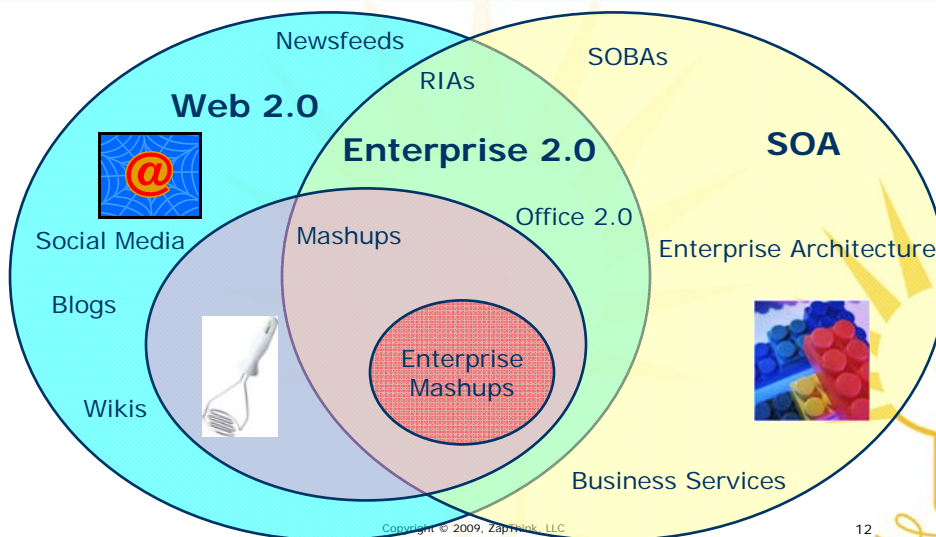 Newsfeeds
SOBAs
RIAs
Web 2.0
Enterprise 2.0
SOA
@
Office 2.0
Social Media
Mashups
Enterprise Architecture
Blogs
Enterprise
Mashups
Wikis
Business Services
Copyright © 2009, ZapThink, LLC
12